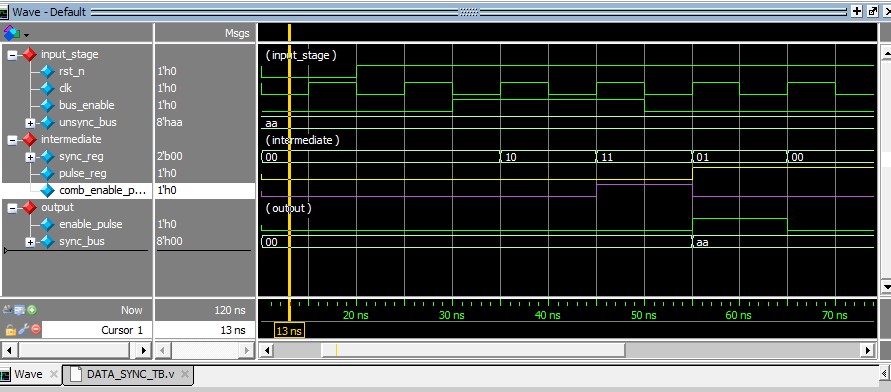 Wave - Default
Msgs
input_stage
(input_stage)
rst_n 1'h0
clk 1'h0
bus_enable 1'h0
unsync_bus 8'haa aa
intermediate
(intermediate)
sync_reg 2'b00 00 10 11 01 00
pulse_reg 1'h0
comb_enable_p... 1'h0
output
(output)
enable_pulse 1'h0
sync_bus 8'h00 00 aa
Now 120 ns 20 ns 30 ns 40 ns 50 ns 60 ns 70 ns
Cursor 1 13 ns 13 ns
Wave DATA_SYNC_TB.v